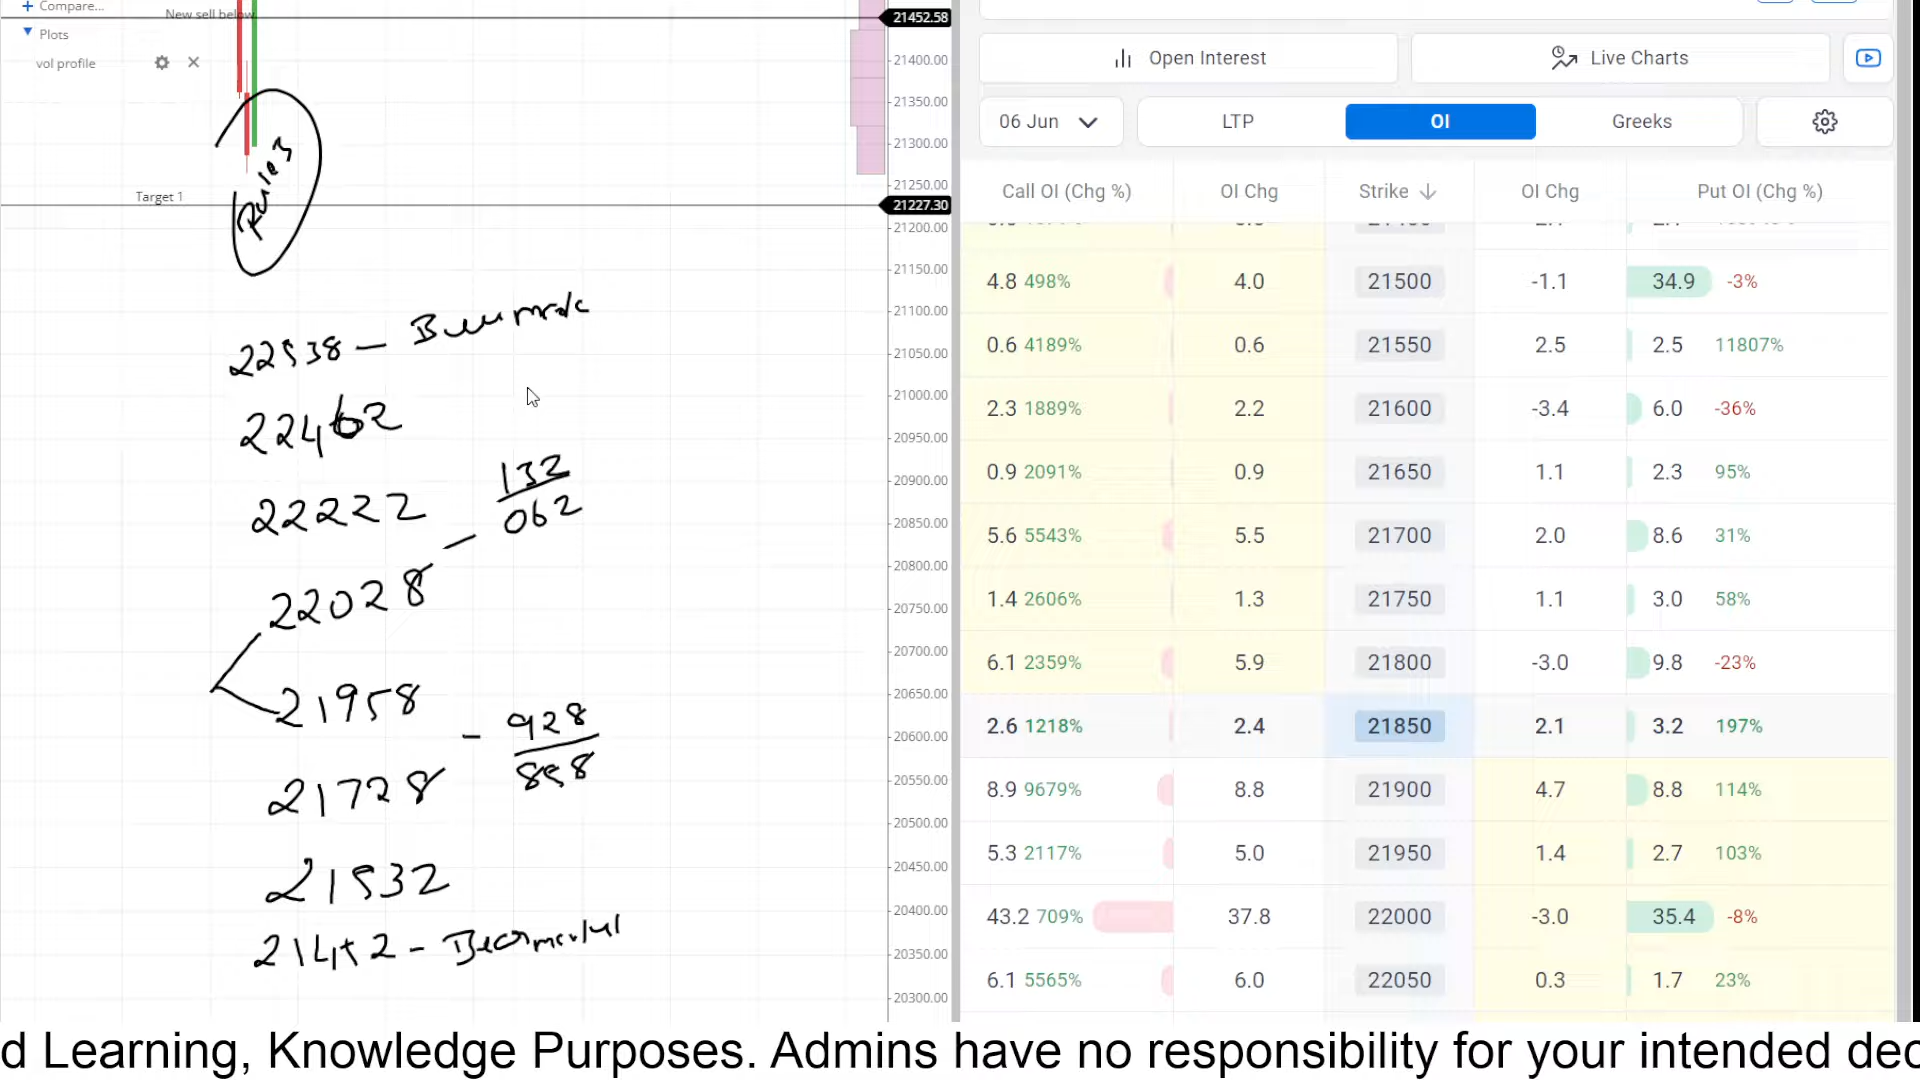 Compare...
New sell below
21452.58
Plots
vol profile
21400.00
21350.00
21300.00
21250.00
Target 1
21227.30
21200.00
21150.00
21100.00
21050.00
21000.00
20950.00
20900.00
20850.00
20800.00
20750.00
20700.00
20650.00
20600.00
20550.00
20500.00
20450.00
20400.00
20350.00
20300.00
22538 -
22462
22222
132
062
22028 -
21958
- 928
858
21728
21532
21452 -
Open Interest
Live Charts
06 Jun
LTP
OI
Greeks
Call OI (Chg %) OI Chg Strike ↓ OI Chg Put OI (Chg %)
4.8 498% 4.0 21500 -1.1 34.9 -3%
0.6 4189% 0.6 21550 2.5 2.5 11807%
2.3 1889% 2.2 21600 -3.4 6.0 -36%
0.9 2091% 0.9 21650 1.1 2.3 95%
5.6 5543% 5.5 21700 2.0 8.6 31%
1.4 2606% 1.3 21750 1.1 3.0 58%
6.1 2359% 5.9 21800 -3.0 9.8 -23%
2.6 1218% 2.4 21850 2.1 3.2 197%
8.9 9679% 8.8 21900 4.7 8.8 114%
5.3 2117% 5.0 21950 1.4 2.7 103%
43.2 709% 37.8 22000 -3.0 35.4 -8%
6.1 5565% 6.0 22050 0.3 1.7 23%
d Learning, Knowledge Purposes. Admins have no responsibility for your intended dec